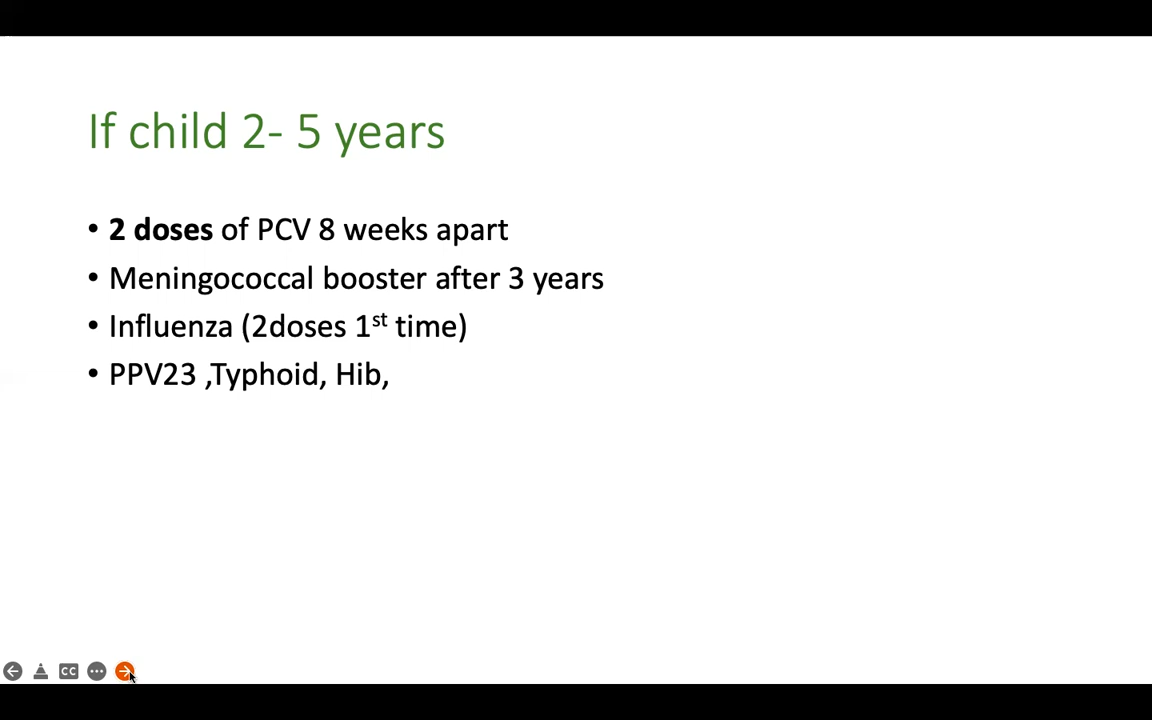 If child 2- 5 years
• 2 doses of PCV 8 weeks apart
• Meningococcal booster after 3 years
• Influenza (2doses 1st time)
• PPV23 ,Typhoid, Hib,
CC